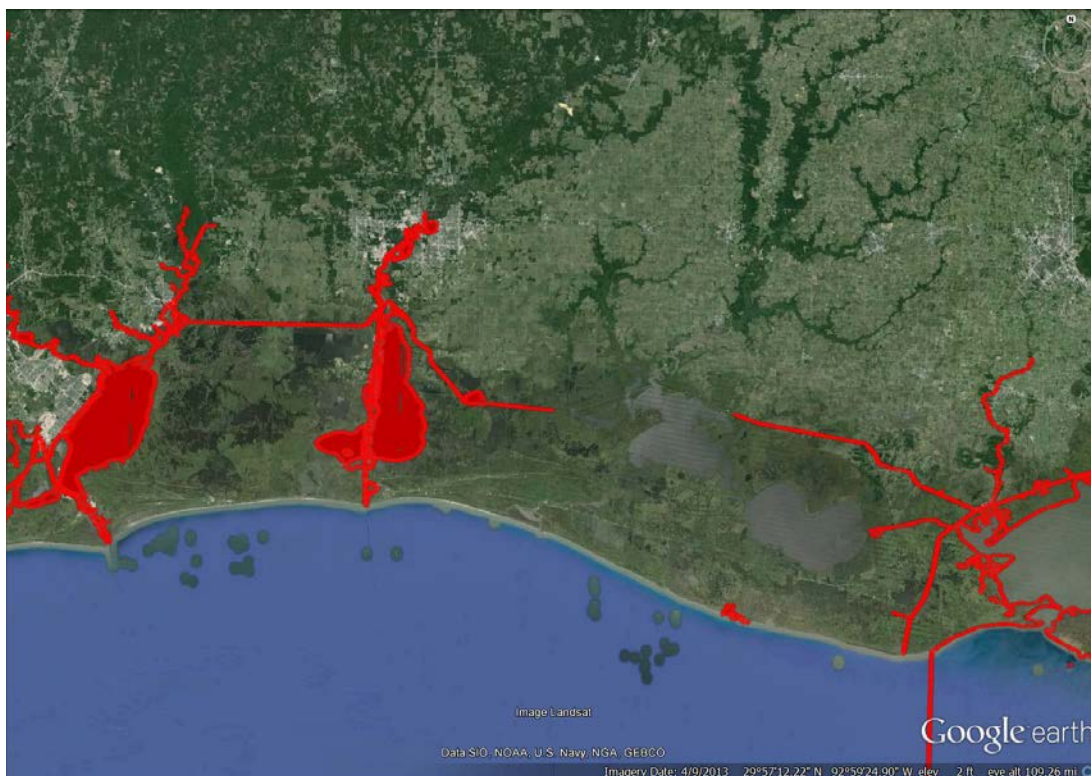 N
Image Landsat
Data SIO, NOAA, U.S. Navy, NGA, GEBCO
Google earth
Imagery Date: 4/9/2013 29°57'12.22" N 92°59'24.90" W elev 2 ft eye alt 109.26 mi